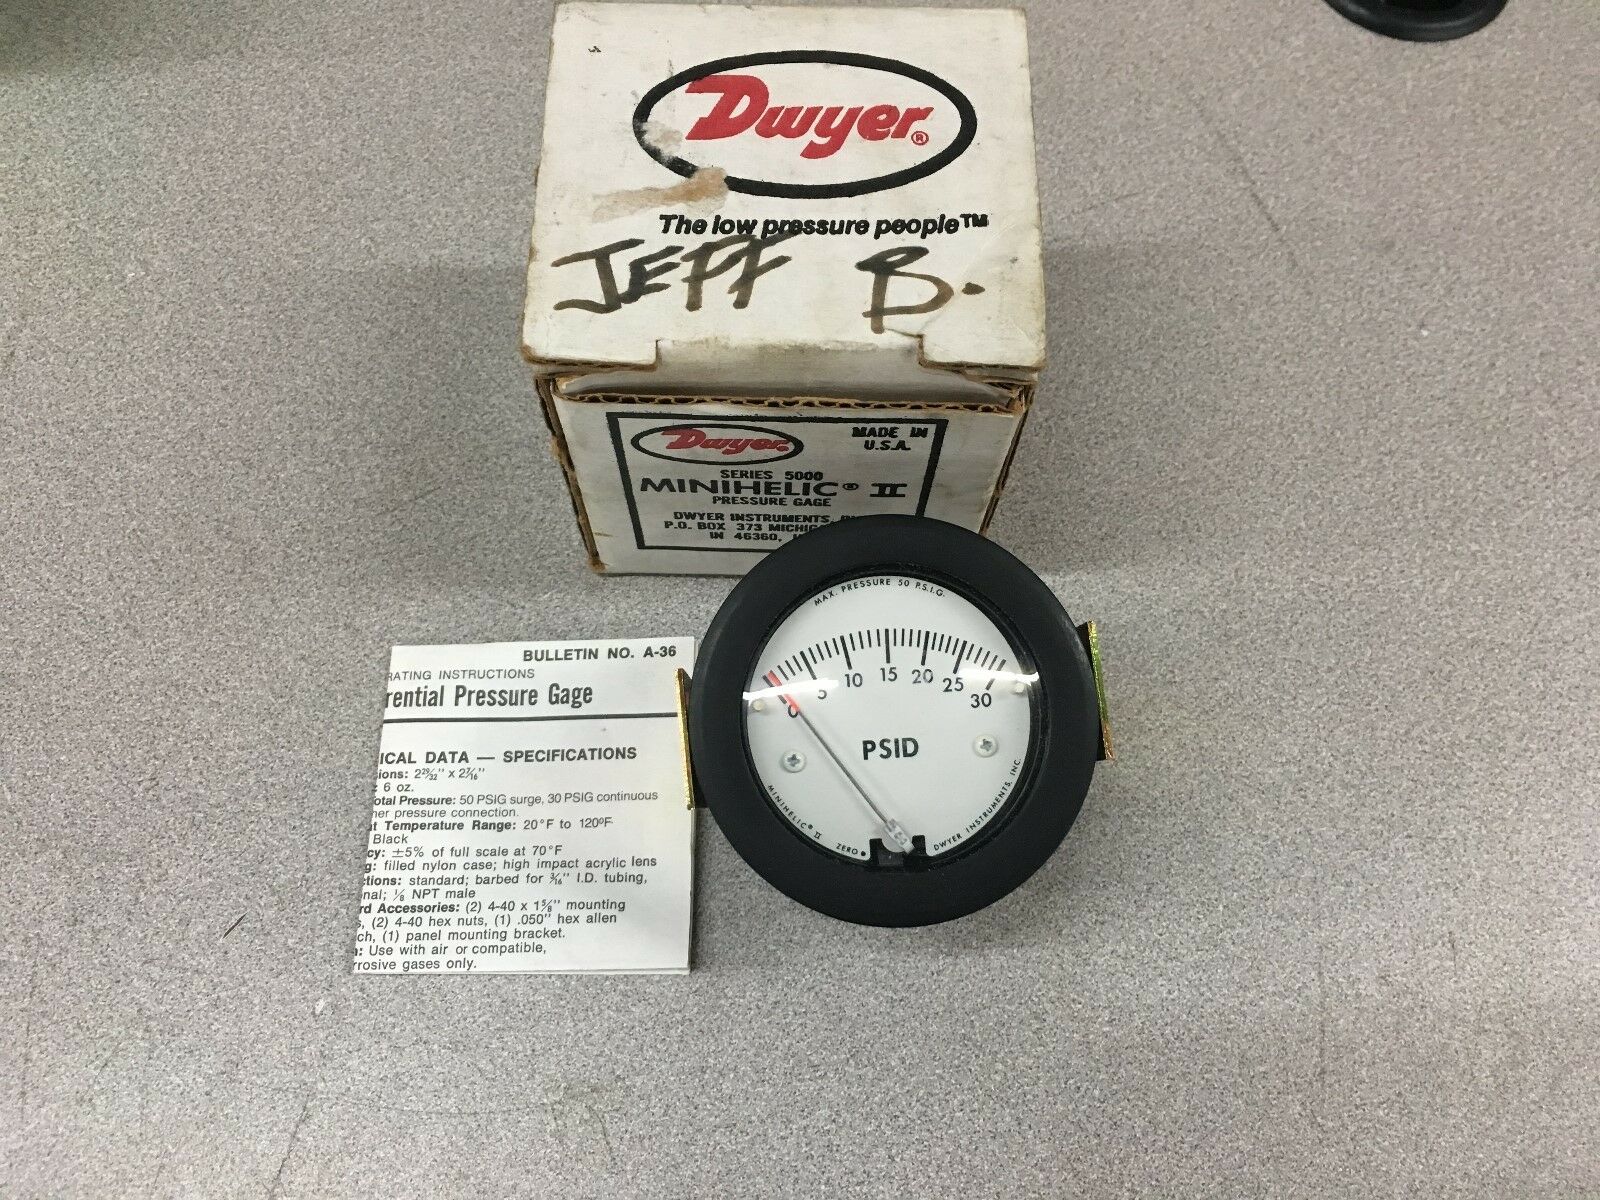 Dwyer®
The low pressure people™
JEFF B.
Dwyer®
MADE IN
U.S.A.
SERIES 5000
MINIHELIC® II
PRESSURE GAGE
DWYER INSTRUMENTS,
P.O. BOX 373
IN 46360,
MAX. PRESSURE 50 P.S.I.G.
0 5 10 15 20 25 30
PSID
MINIHELIC® II
ZERO
DWYER INSTRUMENTS, INC.
BULLETIN NO. A-36
RATING INSTRUCTIONS
rential Pressure Gage
ICAL DATA — SPECIFICATIONS
ions: 2 29/32" x 2 7/16"
: 6 oz.
otal Pressure: 50 PSIG surge, 30 PSIG continuous
her pressure connection.
t Temperature Range: 20°F to 120°F
Black
cy: ±5% of full scale at 70°F
g: filled nylon case; high impact acrylic lens
ctions: standard; barbed for 3/16" I.D. tubing,
nal; 1/8 NPT male
rd Accessories: (2) 4-40 x 1 5/8" mounting
s, (2) 4-40 hex nuts, (1) .050" hex allen
ch, (1) panel mounting bracket.
: Use with air or compatible,
rrosive gases only.